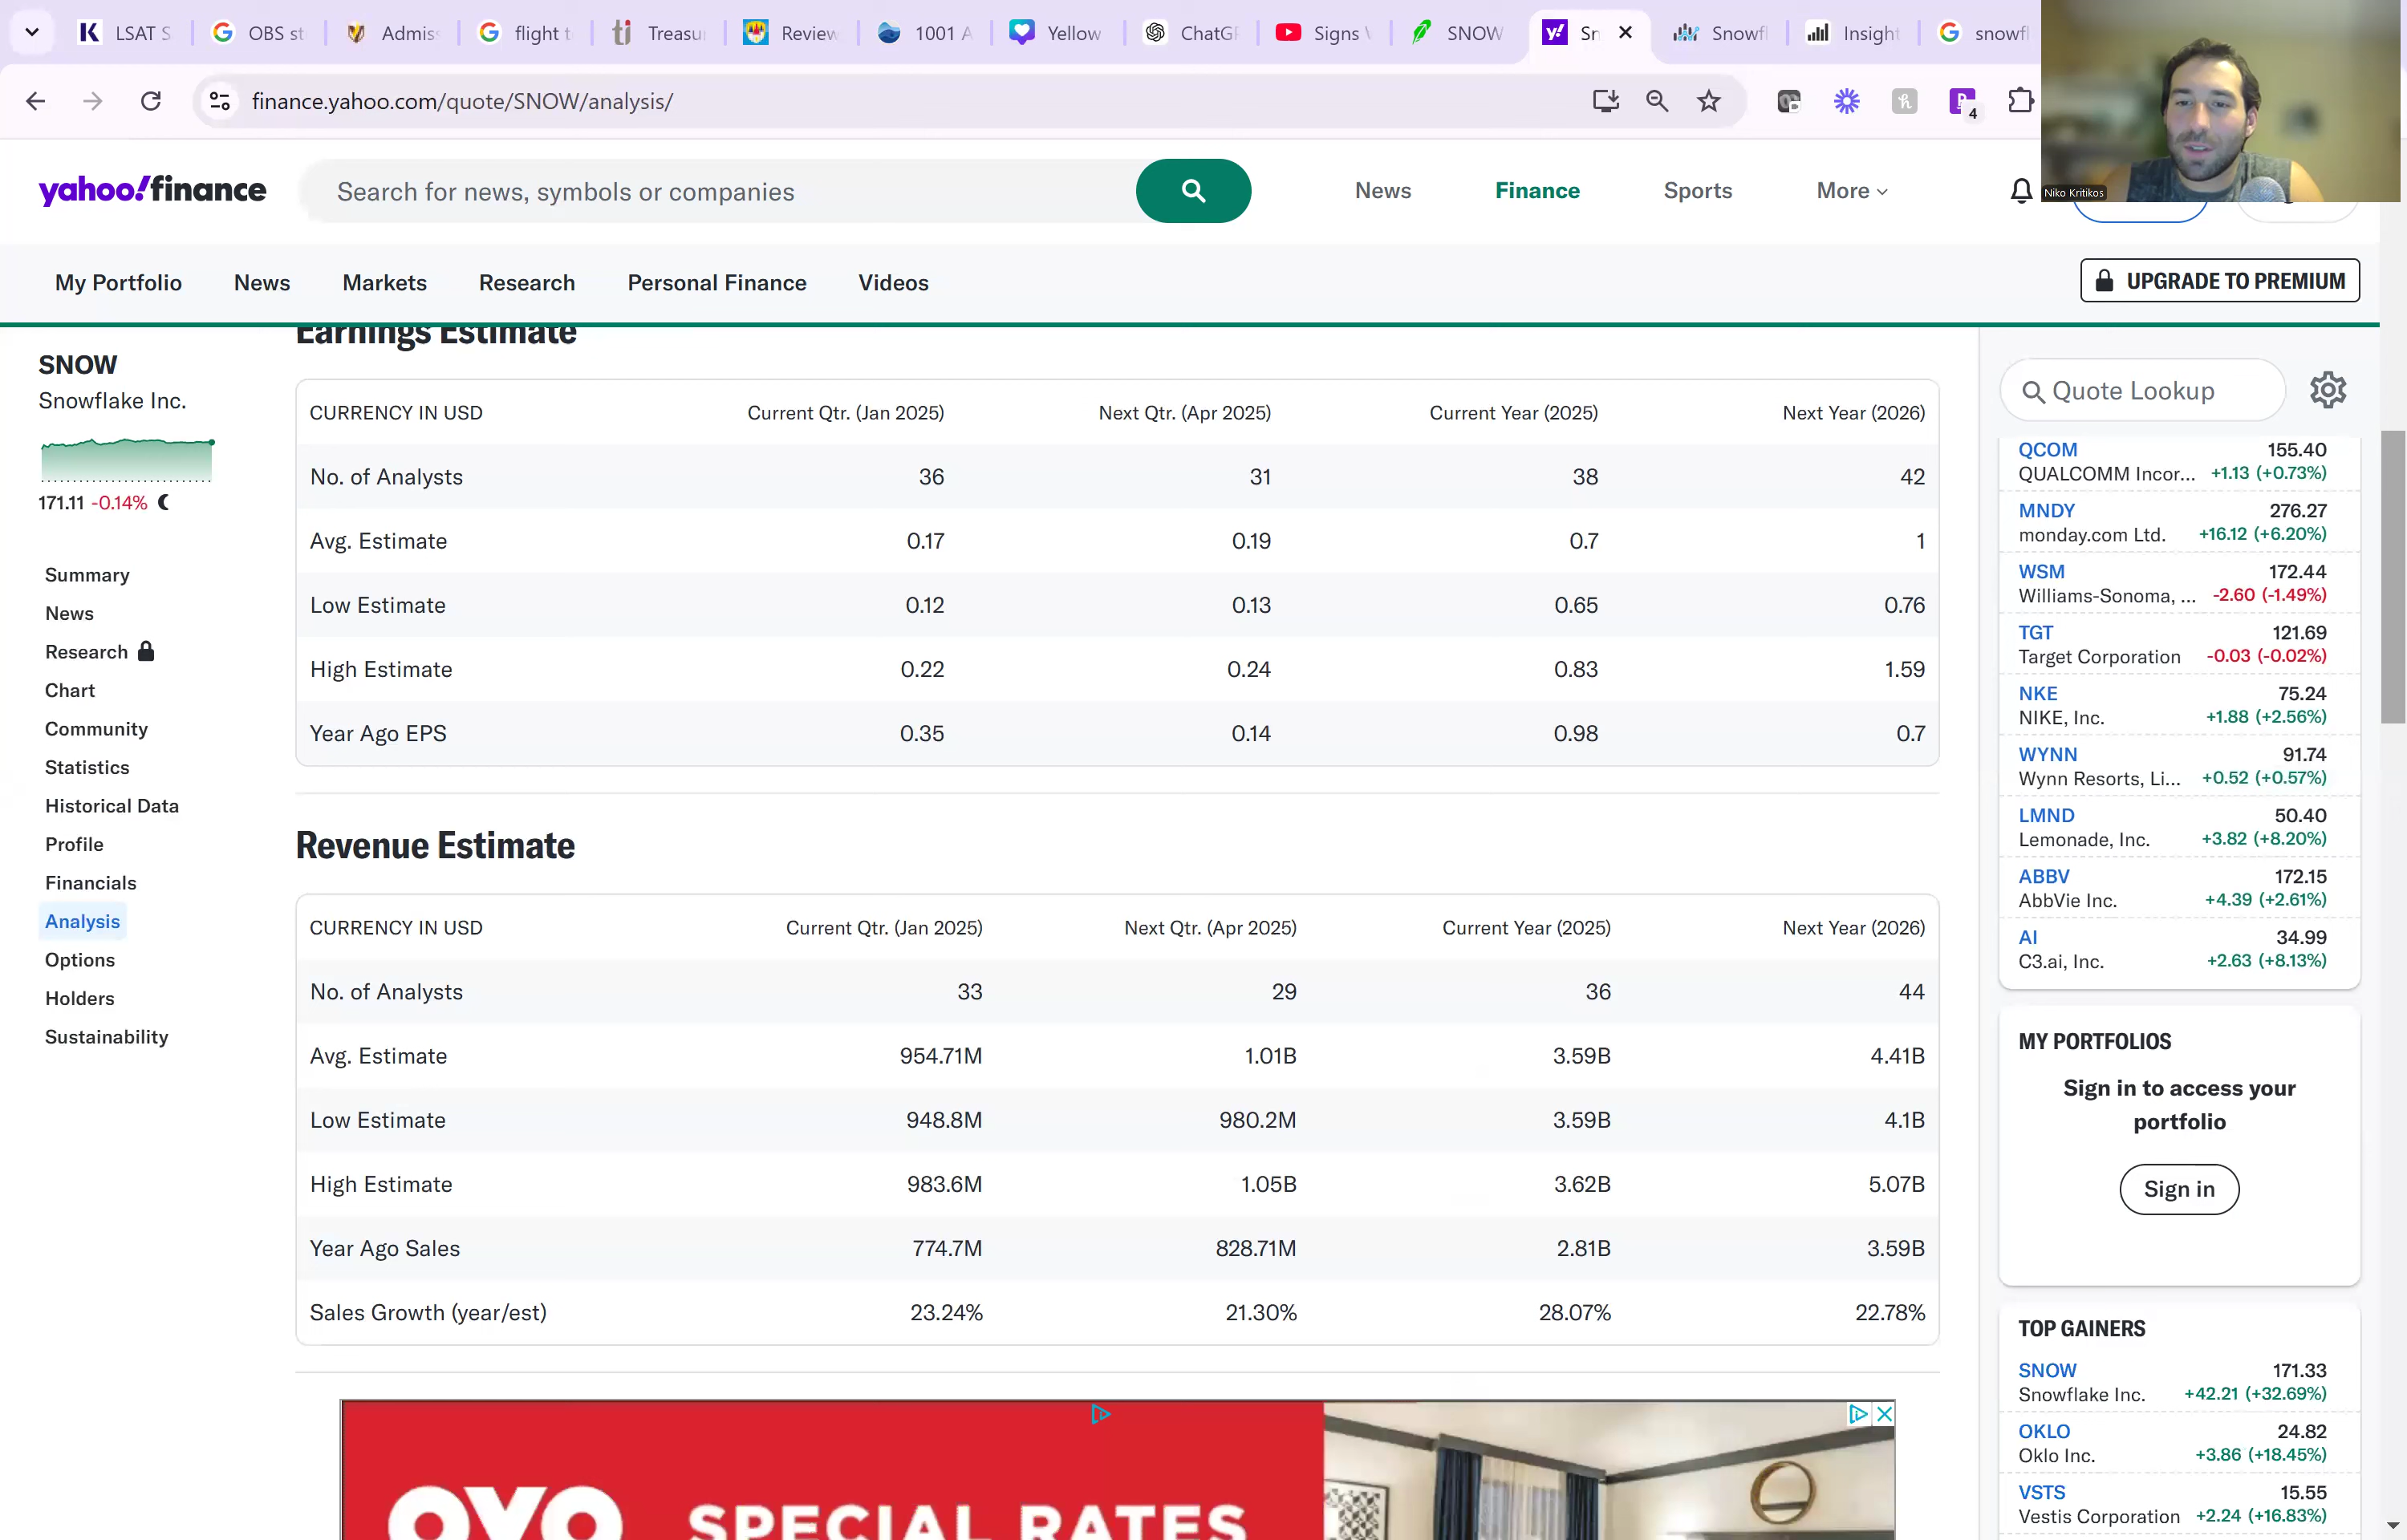 LSAT S
OBS st
Admis
flight t
Treasu
Review
1001 A
Yellow
ChatGP
Signs
SNOW
Sn
Snowfl
Insight
snowfl
finance.yahoo.com/quote/SNOW/analysis/
4
Niko Kritikos
yahoo!finance
Search for news, symbols or companies
News
Finance
Sports
More
My Portfolio
News
Markets
Research
Personal Finance
Videos
UPGRADE TO PREMIUM
SNOW
Snowflake Inc.
171.11 -0.14%
Summary
News
Research
Chart
Community
Statistics
Historical Data
Profile
Financials
Analysis
Options
Holders
Sustainability
Earnings Estimate
CURRENCY IN USD Current Qtr. (Jan 2025) Next Qtr. (Apr 2025) Current Year (2025) Next Year (2026)
No. of Analysts 36 31 38 42
Avg. Estimate 0.17 0.19 0.7 1
Low Estimate 0.12 0.13 0.65 0.76
High Estimate 0.22 0.24 0.83 1.59
Year Ago EPS 0.35 0.14 0.98 0.7
Revenue Estimate
CURRENCY IN USD Current Qtr. (Jan 2025) Next Qtr. (Apr 2025) Current Year (2025) Next Year (2026)
No. of Analysts 33 29 36 44
Avg. Estimate 954.71M 1.01B 3.59B 4.41B
Low Estimate 948.8M 980.2M 3.59B 4.1B
High Estimate 983.6M 1.05B 3.62B 5.07B
Year Ago Sales 774.7M 828.71M 2.81B 3.59B
Sales Growth (year/est) 23.24% 21.30% 28.07% 22.78%
OYO SPECIAL RATES
Quote Lookup
QCOM 155.40
QUALCOMM Incor... +1.13 (+0.73%)
MNDY 276.27
monday.com Ltd. +16.12 (+6.20%)
WSM 172.44
Williams-Sonoma, ... -2.60 (-1.49%)
TGT 121.69
Target Corporation -0.03 (-0.02%)
NKE 75.24
NIKE, Inc. +1.88 (+2.56%)
WYNN 91.74
Wynn Resorts, Li... +0.52 (+0.57%)
LMND 50.40
Lemonade, Inc. +3.82 (+8.20%)
ABBV 172.15
AbbVie Inc. +4.39 (+2.61%)
AI 34.99
C3.ai, Inc. +2.63 (+8.13%)
MY PORTFOLIOS
Sign in to access your
portfolio
Sign in
TOP GAINERS
SNOW 171.33
Snowflake Inc. +42.21 (+32.69%)
OKLO 24.82
Oklo Inc. +3.86 (+18.45%)
VSTS 15.55
Vestis Corporation +2.24 (+16.83%)